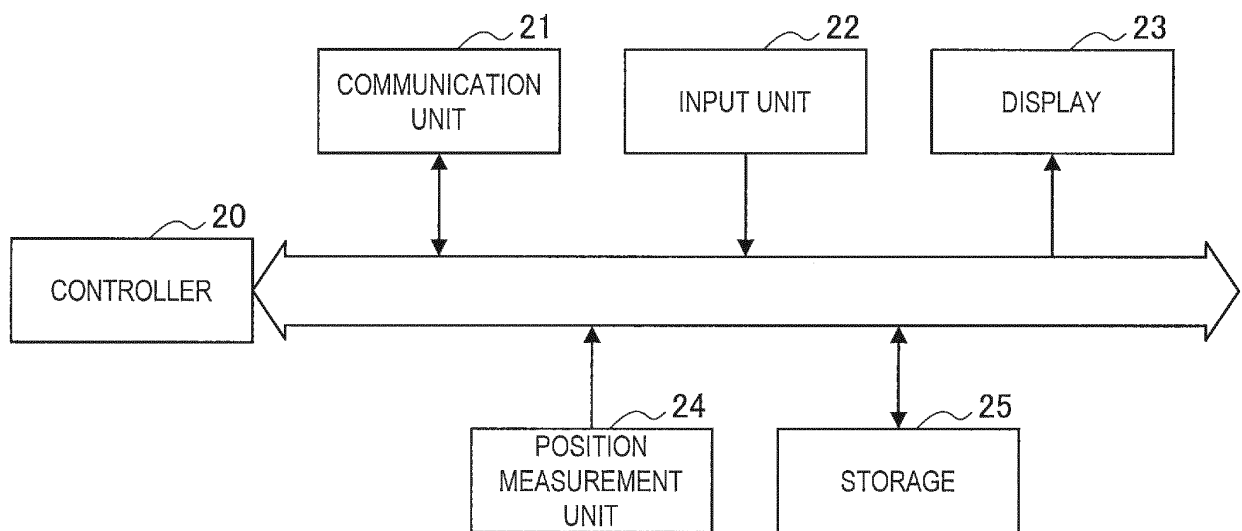 21
COMMUNICATION
UNIT
22
INPUT UNIT
23
DISPLAY
20
CONTROLLER
24
POSITION
MEASUREMENT
UNIT
25
STORAGE